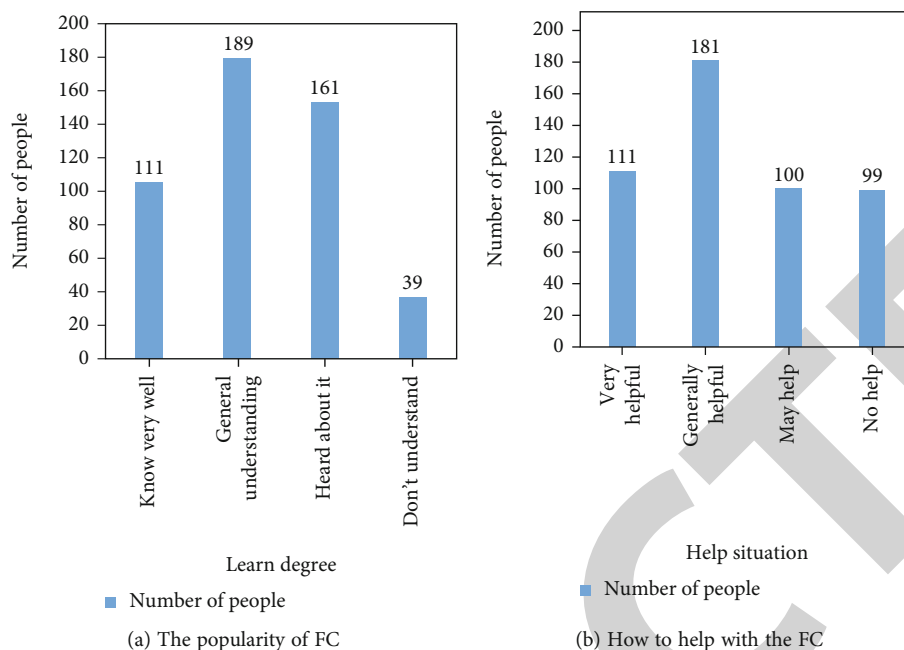 200
180
160
140
120
100
80
60
40
20
0
Number of people
111
189
161
39
Know very well
General
understanding
Heard about it
Don't understand
Learn degree
Number of people
(a) The popularity of FC
200
180
160
140
120
100
80
60
40
20
0
Number of people
111
181
100
99
Very
helpful
Generally
helpful
May help
No help
Help situation
Number of people
(b) How to help with the FC